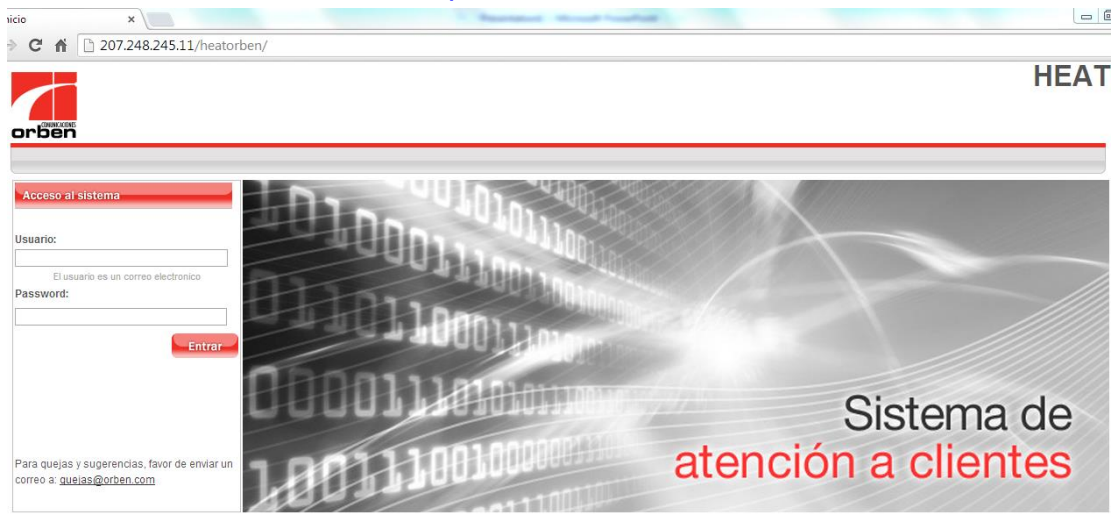 nicio
207.248.245.11/heatorben/
HEAT
COMUNICACIONES
orben
Acceso al sistema
Usuario:
El usuario es un correo electronico
Password:
Entrar
Sistema de
atención a clientes
Para quejas y sugerencias, favor de enviar un
correo a: quejas@orben.com